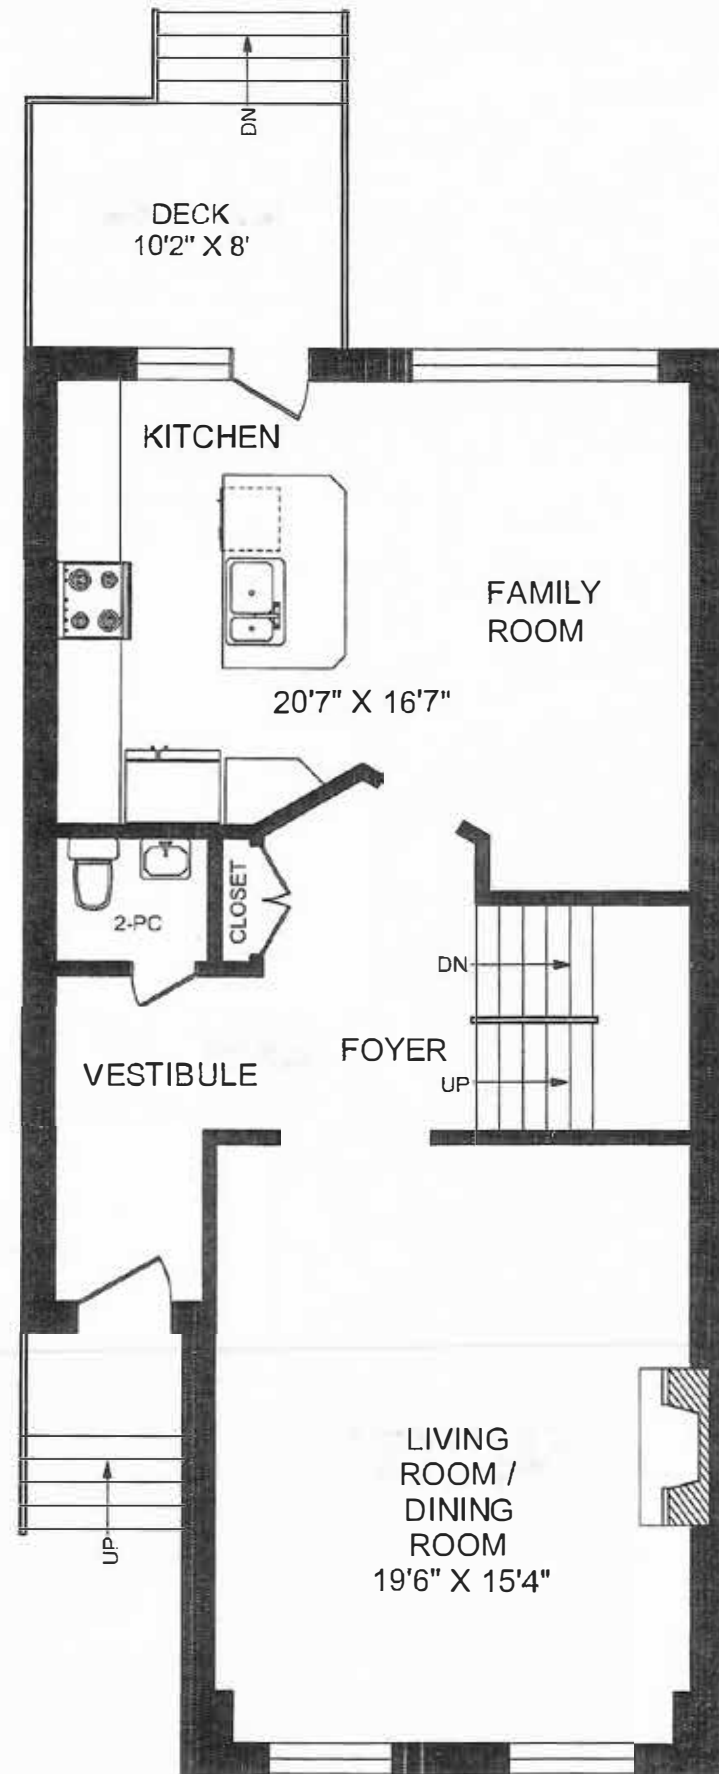 DN
DECK
10'2" X 8'
KITCHEN
FAMILY
ROOM
20'7" X 16'7"
2-PC
CLOSET
DN
FOYER
VESTIBULE
UP
LIVING
ROOM /
DINING
ROOM
19'6" X 15'4"
UP